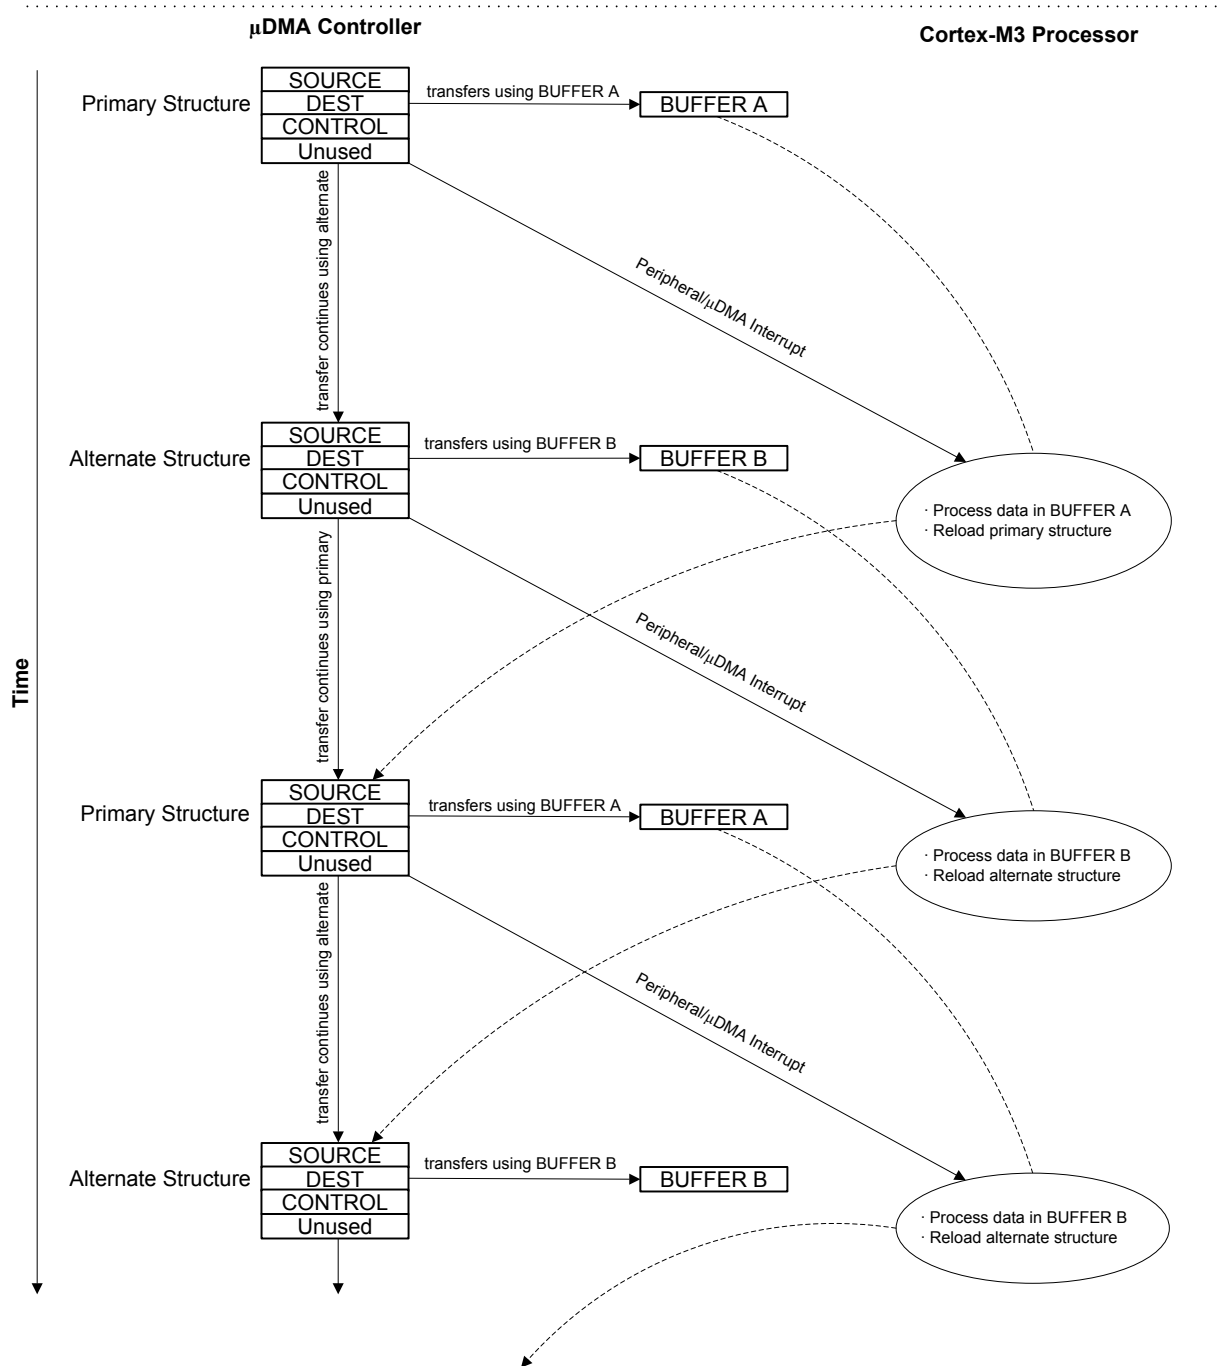 μDMA Controller
Cortex-M3 Processor
SOURCE
Primary Structure
DEST
transfers using BUFFER A
BUFFER A
CONTROL
Unused
transfer continues using alternate
Peripheral/μDMA Interrupt
SOURCE
Alternate Structure
DEST
transfers using BUFFER B
BUFFER B
CONTROL
Unused
· Process data in BUFFER A
· Reload primary structure
transfer continues using primary
Peripheral/μDMA Interrupt
Time
SOURCE
Primary Structure
DEST
transfers using BUFFER A
BUFFER A
CONTROL
Unused
· Process data in BUFFER B
· Reload alternate structure
transfer continues using alternate
Peripheral/μDMA Interrupt
SOURCE
Alternate Structure
DEST
transfers using BUFFER B
BUFFER B
CONTROL
Unused
· Process data in BUFFER B
· Reload alternate structure